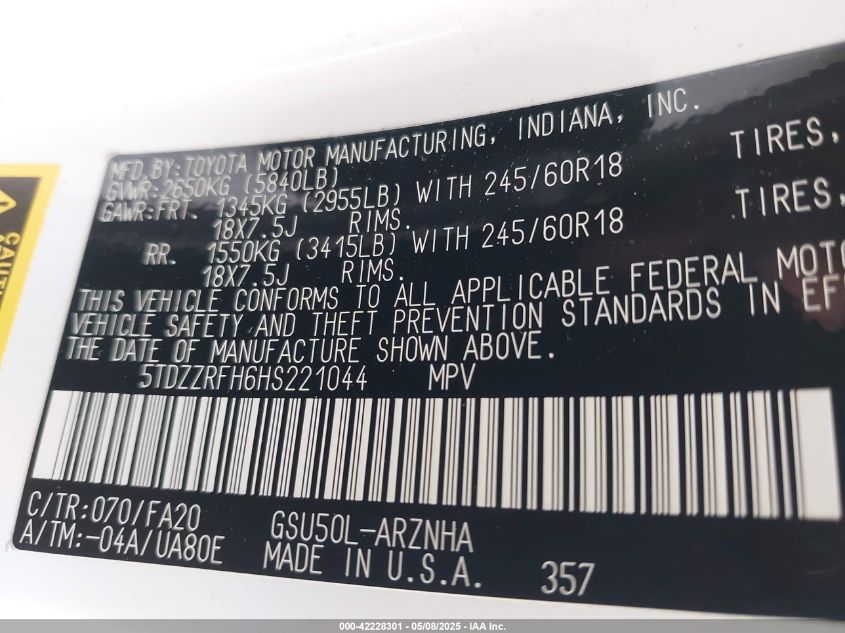 MFD.BY:TOYOTA MOTOR MANUFACTURING, INDIANA, INC.
GVWR:2650KG (5840LB)
GAWR:FRT. 1345KG (2955LB) WITH 245/60R18 TIRES,
18X7.5J RIMS.
RR. 1550KG (3415LB) WITH 245/60R18 TIRES,
18X7.5J RIMS.
THIS VEHICLE CONFORMS TO ALL APPLICABLE FEDERAL MOTO
VEHICLE SAFETY AND THEFT PREVENTION STANDARDS IN EF
THE DATE OF MANUFACTURE SHOWN ABOVE.
5TDZZRFH6HS221044 MPV
C/TR:070/FA20 GSU50L-ARZNHA
A/TM:-04A/UA80E MADE IN U.S.A. 357
000-42228301 - 05/08/2025 - IAA Inc.